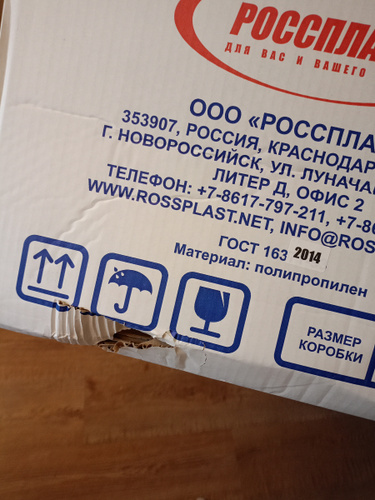 РОССПЛА
ДЛЯ ВАС И ВАШЕГО
ООО «РОССПЛА
353907, РОССИЯ, КРАСНОДАР
Г. НОВОРОССИЙСК, УЛ. ЛУНАЧА
ЛИТЕР Д, ОФИС 2
ТЕЛЕФОН: +7-8617-797-211, +7-86
WWW.ROSSPLAST.NET, INFO@ROS
ГОСТ 163 2014
Материал: полипропилен
РАЗМЕР
КОРОБКИ